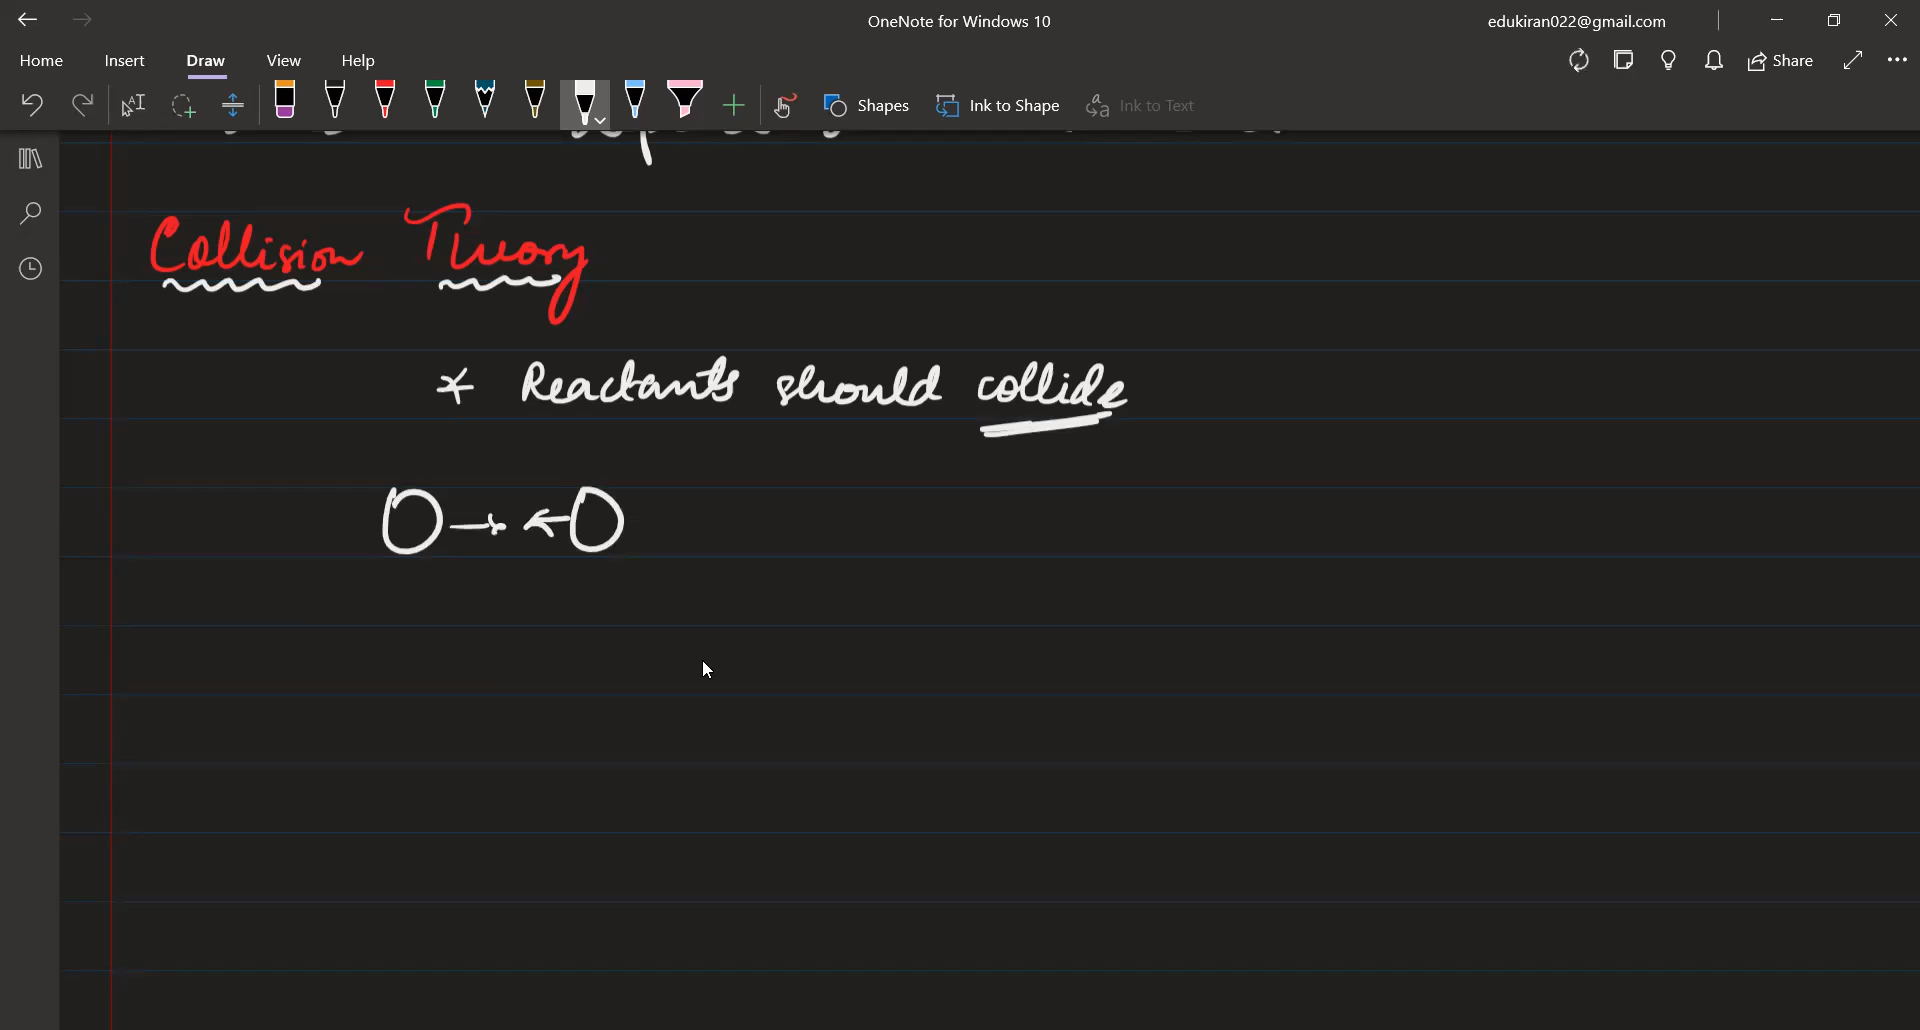 OneNote for Windows 10
edukiran022@gmail.com
Home Insert Draw View Help
Share
Shapes Ink to Shape Ink to Text
Collision Theory
* Reactants should collide